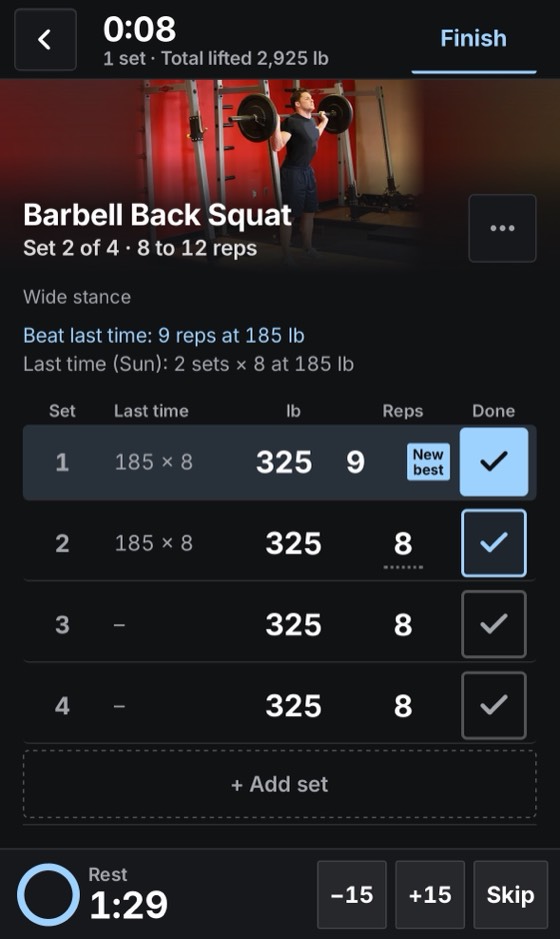 0:08
1 set · Total lifted 2,925 lb
Finish
Barbell Back Squat
Set 2 of 4 · 8 to 12 reps
Wide stance
Beat last time: 9 reps at 185 lb
Last time (Sun): 2 sets × 8 at 185 lb
Set Last time lb Reps Done
1 185 × 8 325 9 New best
2 185 × 8 325 8
3 – 325 8
4 – 325 8
+ Add set
Rest
1:29
−15 +15 Skip